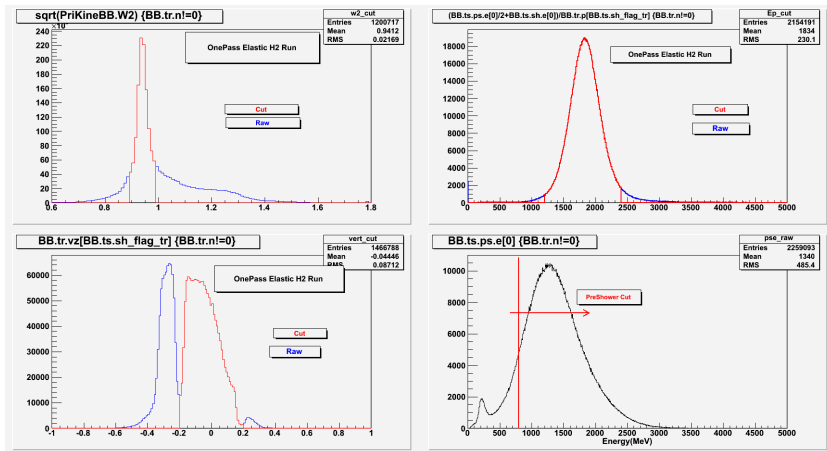 sqrt(PriKineBB.W2) {BB.tr.n!=0}
w2_cut
Entries 1200717
Mean 0.9412
RMS 0.02169
OnePass Elastic H2 Run
Cut
Raw
240
220
200
180
160
140
120
100
80
60
40
20
0
0.6 0.8 1 1.2 1.4 1.6 1.8
(BB.ts.ps.e[0]/2+BB.ts.sh.e[0])/BB.tr.p[BB.ts.sh_flag_tr] {BB.tr.n!=0}
Ep_cut
Entries 2154191
Mean 1834
RMS 230.1
OnePass Elastic H2 Run
Cut
Raw
18000
16000
14000
12000
10000
8000
6000
4000
2000
0
0 500 1000 1500 2000 2500 3000 3500 4000 4500 5000
BB.tr.vz[BB.ts.sh_flag_tr] {BB.tr.n!=0}
vert_cut
Entries 1466788
Mean -0.04446
RMS 0.08712
OnePass Elastic H2 Run
Cut
Raw
60000
50000
40000
30000
20000
10000
0
-1 -0.8 -0.6 -0.4 -0.2 0 0.2 0.4 0.6 0.8 1
BB.ts.ps.e[0] {BB.tr.n!=0}
pse_raw
Entries 2259093
Mean 1340
RMS 485.4
PreShower Cut
10000
8000
6000
4000
2000
0
0 500 1000 1500 2000 2500 3000 3500 4000 4500 5000
Energy(MeV)